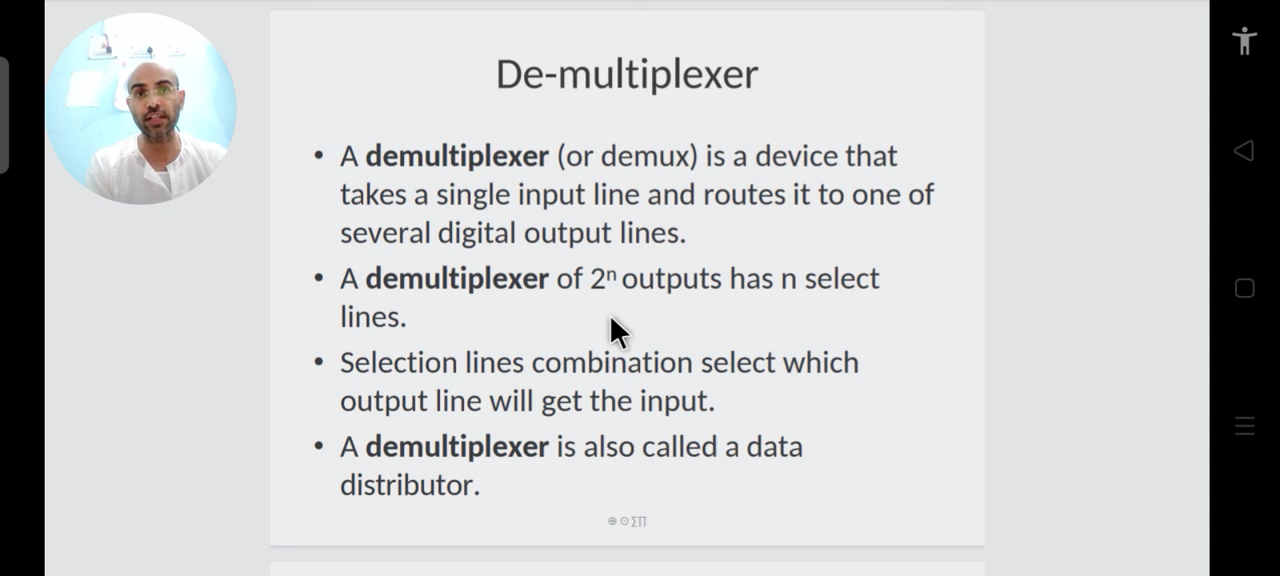 De-multiplexer
• A demultiplexer (or demux) is a device that
takes a single input line and routes it to one of
several digital output lines.
• A demultiplexer of 2ⁿ outputs has n select
lines.
• Selection lines combination select which
output line will get the input.
• A demultiplexer is also called a data
distributor.
⊕⊙∑∏